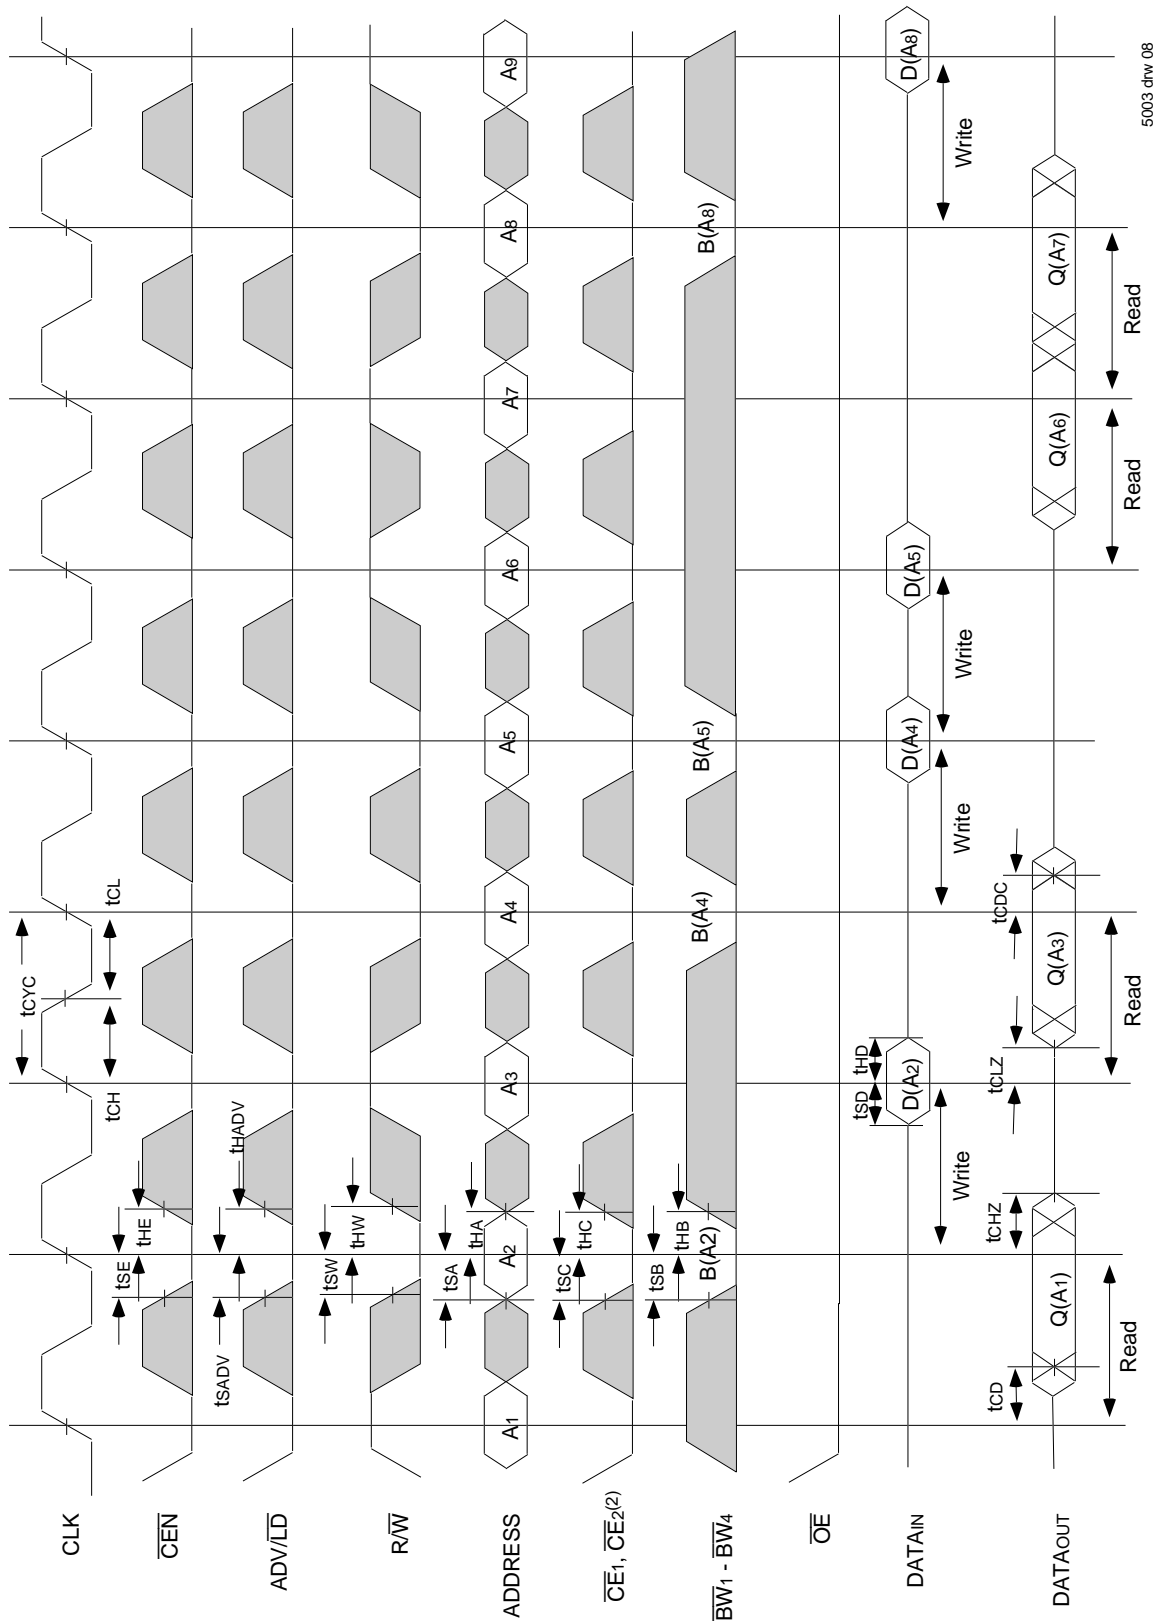 tCYC
CLK
tCH
tCL
tSE
tHE
CEN
tSADV
tHADV
ADV/LD
tSW
tHW
R/W
tSA
tHA
ADDRESS
A1
A2
A3
A4
A5
A6
A7
A8
A9
tSC
tHC
CE1, CE2(2)
tSB
tHB
BW1 - BW4
B(A2)
B(A4)
B(A5)
B(A8)
OE
tSD
tHD
DATAIN
D(A2)
D(A4)
D(A5)
D(A8)
Write
Write
Write
Write
tCD
tCHZ
tCLZ
tCDC
DATAOUT
Q(A1)
Q(A3)
Q(A6)
Q(A7)
Read
Read
Read
Read
5003 drw 08